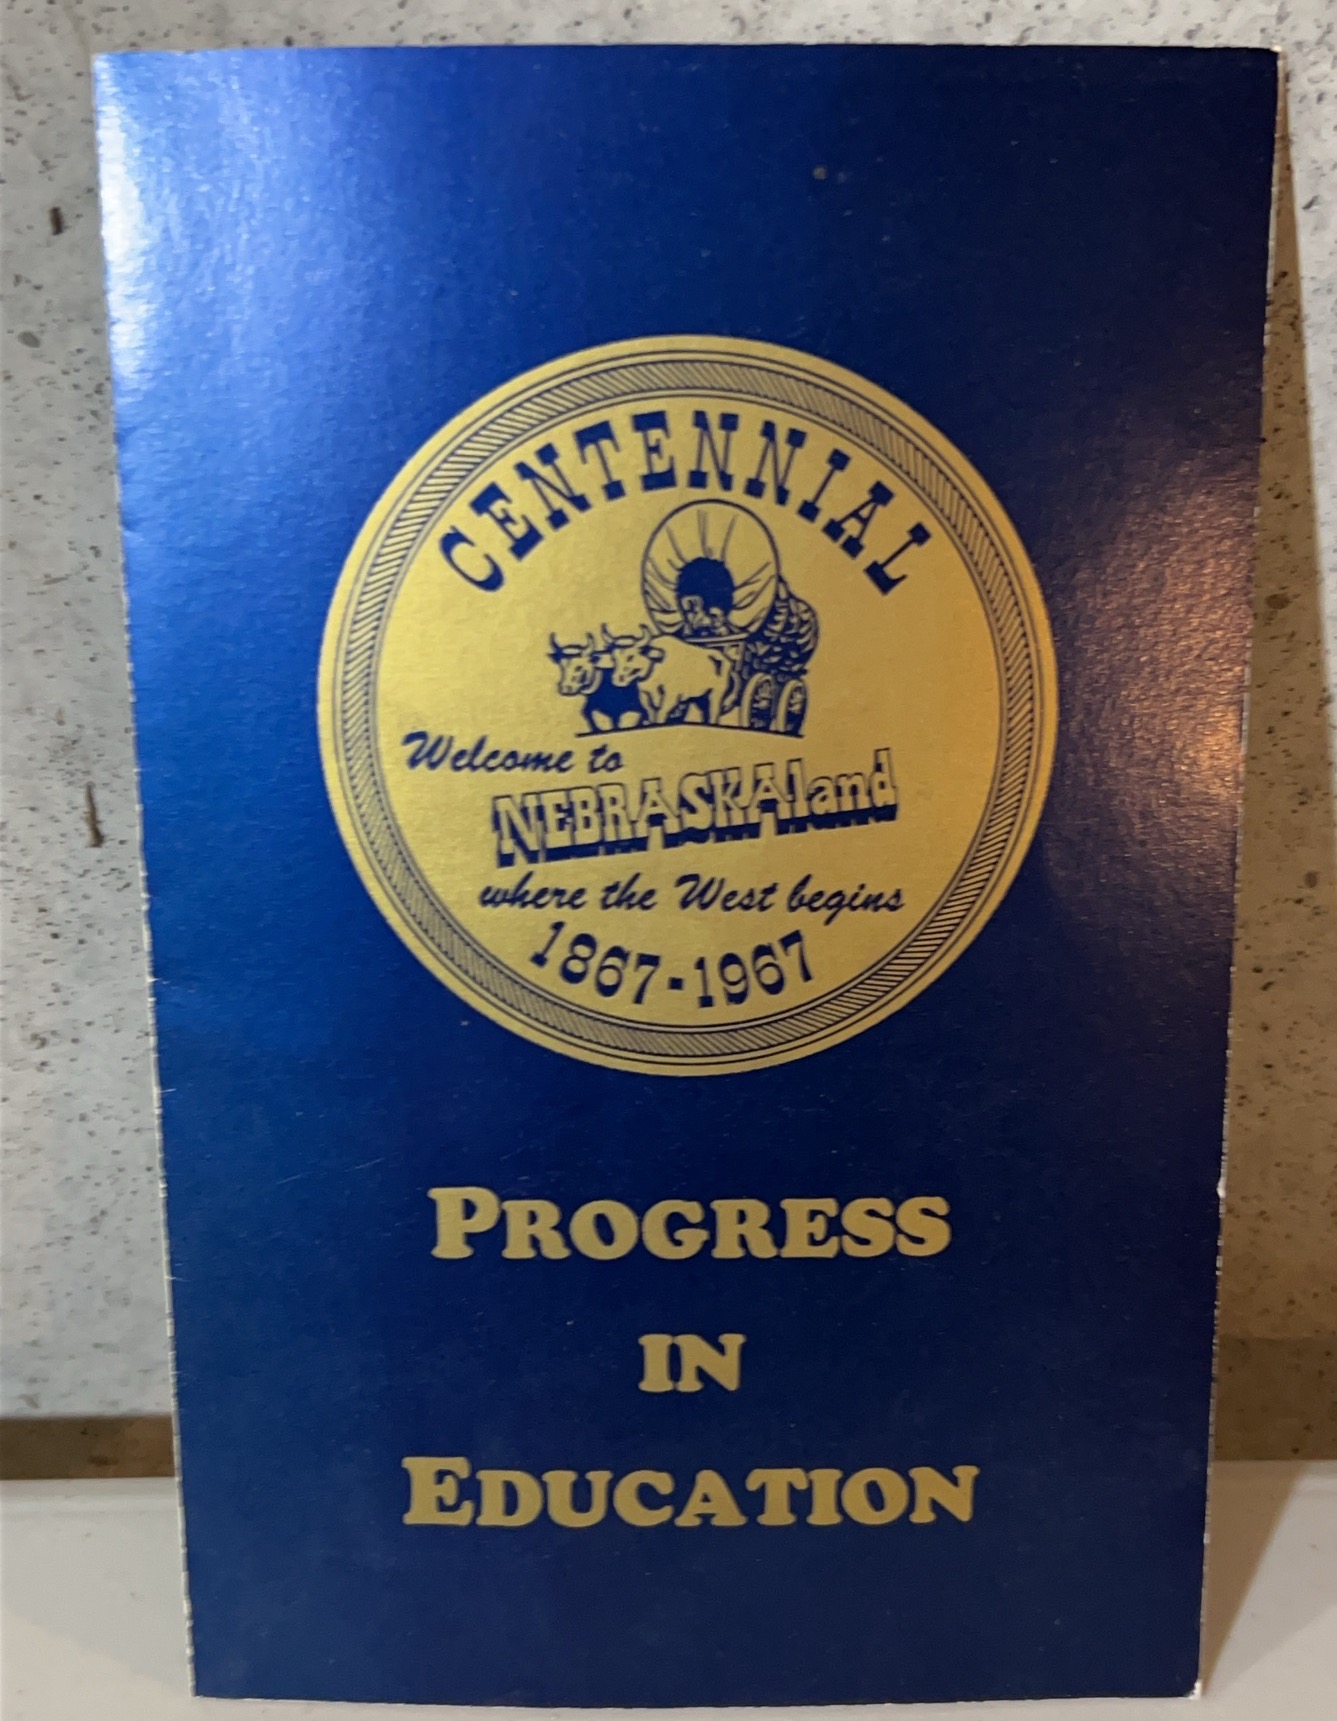 CENTENNIAL
Welcome to
NEBRASKAland
where the West begins
1867-1967
PROGRESS
IN
EDUCATION